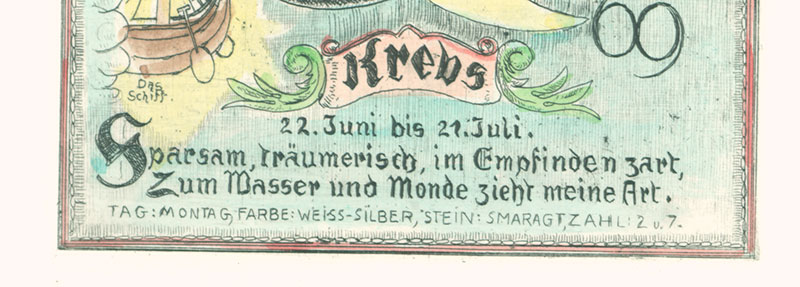 Das
Schiff.
Krebs
22. Juni bis 21. Juli.
Sparsam, träumerisch, im Empfinden zart,
Zum Wasser und Monde zieht meine Art.
TAG: MONTAG, FARBE: WEISS-SILBER, STEIN: SMARAGT, ZAHL: 2 u. 7.